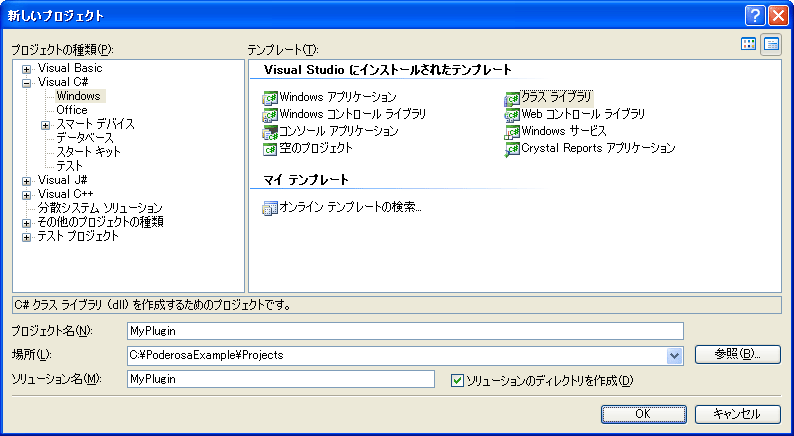 新しいプロジェクト
プロジェクトの種類(P):
テンプレート(T):
Visual Basic
Visual C#
Windows
Office
スマート デバイス
データベース
スタート キット
テスト
Visual J#
Visual C++
分散システム ソリューション
その他のプロジェクトの種類
テスト プロジェクト
Visual Studio にインストールされたテンプレート
Windows アプリケーション
クラス ライブラリ
Windows コントロール ライブラリ
Web コントロール ライブラリ
コンソール アプリケーション
Windows サービス
空のプロジェクト
Crystal Reports アプリケーション
マイ テンプレート
オンライン テンプレートの検索...
C# クラス ライブラリ (dll) を作成するためのプロジェクトです。
プロジェクト名(N): MyPlugin
場所(L): C:¥PoderosaExample¥Projects 参照(B)...
ソリューション名(M): MyPlugin ソリューションのディレクトリを作成(D)
OK キャンセル